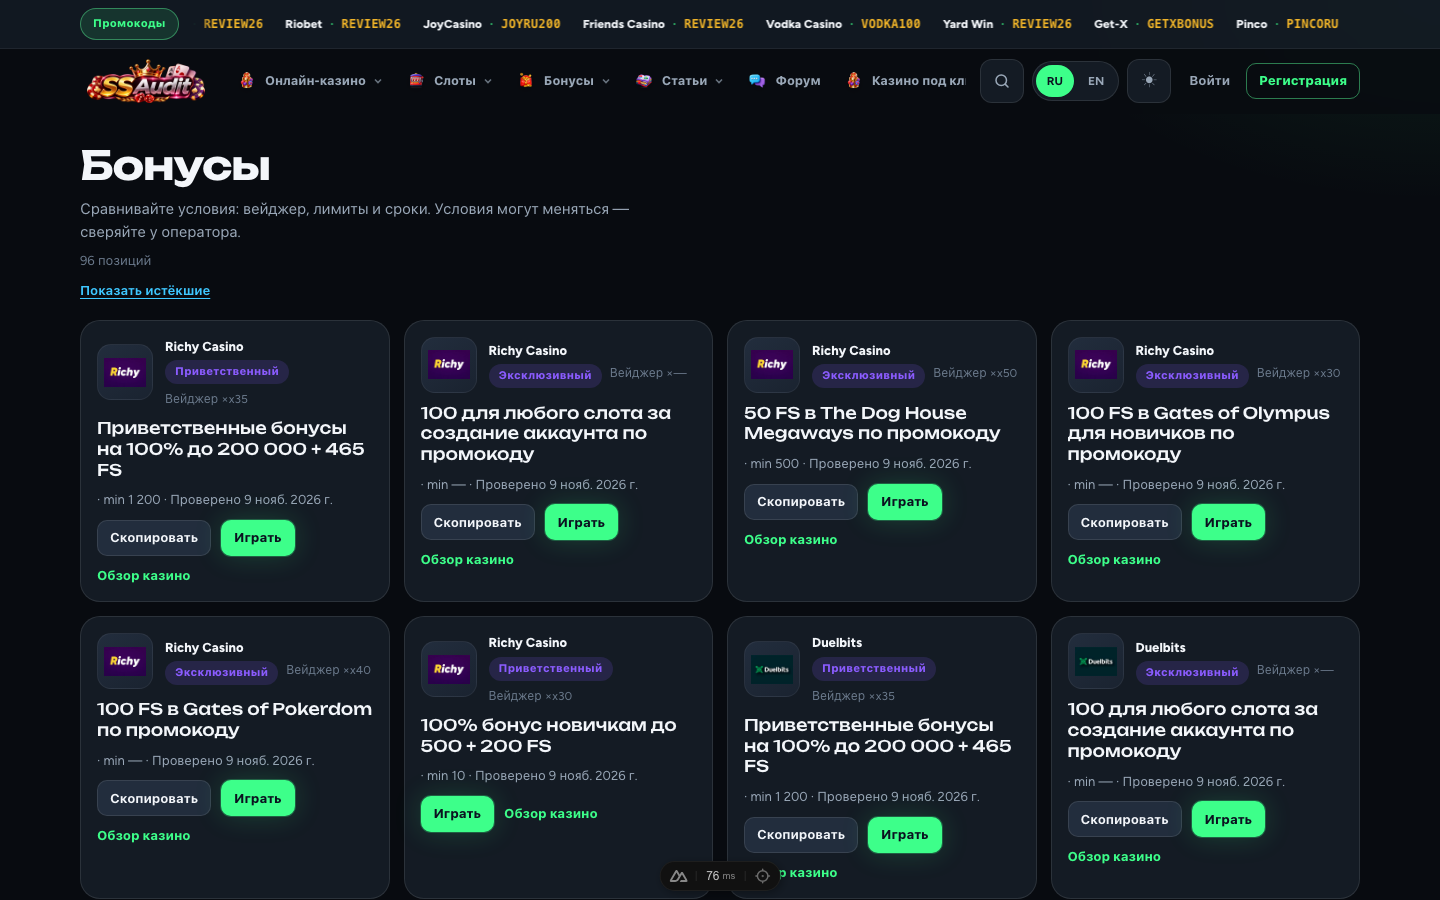 Промокоды REVIEW26 Riobet · REVIEW26 JoyCasino · JOYRU200 Friends Casino · REVIEW26 Vodka Casino · VODKA100 Yard Win · REVIEW26 Get-X · GETXBONUS Pinco · PINCORU
SSAudit Онлайн-казино Слоты Бонусы Статьи Форум Казино под кл RU EN Войти Регистрация
Бонусы
Сравнивайте условия: вейджер, лимиты и сроки. Условия могут меняться —
сверяйте у оператора.
96 позиций
Показать истёкшие
Richy
Richy Casino
Приветственный
Вейджер ×x35
Приветственные бонусы
на 100% до 200 000 + 465
FS
· min 1 200 · Проверено 9 нояб. 2026 г.
Скопировать Играть
Обзор казино
Richy
Richy Casino
Эксклюзивный Вейджер ×—
100 для любого слота за
создание аккаунта по
промокоду
· min — · Проверено 9 нояб. 2026 г.
Скопировать Играть
Обзор казино
Richy
Richy Casino
Эксклюзивный Вейджер ×x50
50 FS в The Dog House
Megaways по промокоду
· min 500 · Проверено 9 нояб. 2026 г.
Скопировать Играть
Обзор казино
Richy
Richy Casino
Эксклюзивный Вейджер ×x30
100 FS в Gates of Olympus
для новичков по
промокоду
· min — · Проверено 9 нояб. 2026 г.
Скопировать Играть
Обзор казино
Richy
Richy Casino
Эксклюзивный Вейджер ×x40
100 FS в Gates of Pokerdom
по промокоду
· min — · Проверено 9 нояб. 2026 г.
Скопировать Играть
Обзор казино
Richy
Richy Casino
Приветственный
Вейджер ×x30
100% бонус новичкам до
500 + 200 FS
· min 10 · Проверено 9 нояб. 2026 г.
Играть Обзор казино
Duelbits
Duelbits
Приветственный
Вейджер ×x35
Приветственные бонусы
на 100% до 200 000 + 465
FS
· min 1 200 · Проверено 9 нояб. 2026 г.
Скопировать Играть
р казино
Duelbits
Duelbits
Эксклюзивный Вейджер ×—
100 для любого слота за
создание аккаунта по
промокоду
· min — · Проверено 9 нояб. 2026 г.
Скопировать Играть
Обзор казино
76 ms